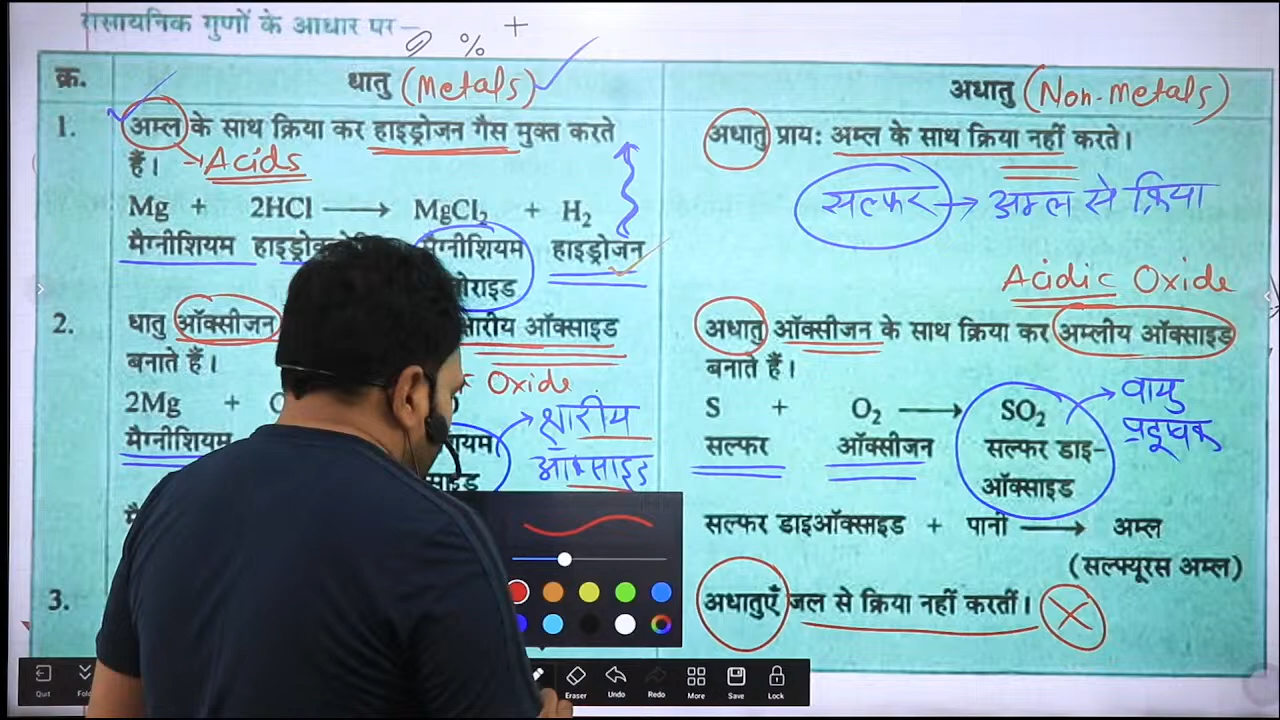 रासायनिक गुणों के आधार पर–
% +
क्र. धातु (Metals) अधातु (Non-Metals)
1. अम्ल के साथ क्रिया कर हाइड्रोजन गैस मुक्त करते
हैं। → Acids
Mg + 2HCl ⟶ MgCl₂ + H₂
मैग्नीशियम मैग्नीशियम हाइड्रोजन
अधातु प्राय: अम्ल के साथ क्रिया नहीं करते।
सल्फर → अम्ल से क्रिया
Acidic Oxide
2. धातु ऑक्सीजन ऑक्साइड
बनाते हैं।
Oxide
2Mg +
मैग्नीशियम
→ क्षारीय
ऑक्साइड
अधातु ऑक्सीजन के साथ क्रिया कर अम्लीय ऑक्साइड
बनाते हैं।
S + O₂ ⟶ SO₂ → वायु
सल्फर ऑक्सीजन सल्फर डाइ- प्रदूषक
ऑक्साइड
सल्फर डाइऑक्साइड + पानी ⟶ अम्ल
(सल्फ्यूरस अम्ल)
3. अधातुएँ जल से क्रिया नहीं करतीं।
Quit Eraser Undo Redo More Save Lock